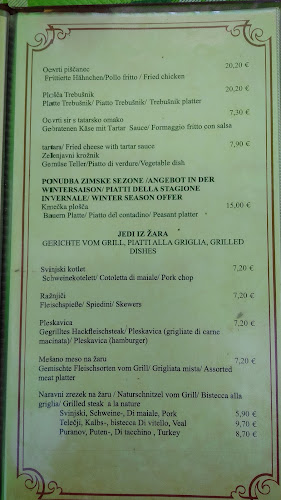 Ocvrti piščanec 20,20 €
Frittierte Hähnchen/Pollo fritto / Fried chicken
Plošča Trebušnik 20,20 €
Platte Trebušnik/ Piatto Trebušnik/ Trebušnik platter
Ocvrti sir s tatarsko omako 7,30 €
Gebratenen Käse mit Tartar Sauce/ Formaggio fritto con salsa
tartara/ Fried cheese with tartar sauce
Zelenjavni krožnik 7,90 €
Gemüse Teller/Piatto di verdure/Vegetable dish
PONUDBA ZIMSKE SEZONE /ANGEBOT IN DER
WINTERSAISON/ PIATTI DELLA STAGIONE
INVERNALE/ WINTER SEASON OFFER
Kmečka plošča 15,00 €
Bauern Platte/ Piatto del contadino/ Peasant platter
JEDI IZ ŽARA
GERICHTE VOM GRILL, PIATTI ALLA GRIGLIA, GRILLED
DISHES
Svinjski kotlet 7,20 €
Schweinekotelett/ Cotoletta di maiale/ Pork chop
Ražnjiči 7,20 €
Fleischspieße/ Spiedini/ Skewers
Pleskavica 7,20 €
Gegrilltes Hackfleischsteak/ Pleskavica (grigliate di carne
macinata)/ Pleskavica (hamburger)
Mešano meso na žaru 7,20 €
Gemischte Fleischsorten vom Grill/ Grigliata mista/ Assorted
meat platter
Naravni zrezek na žaru / Naturschnitzel vom Grill/ Bistecca alla
griglia/ Grilled steak a la nature
Svinjski, Schweine-, Di maiale, Pork 5,90 €
Telečji, Kalbs-, bistecca Di vitello, Veal 9,70 €
Puranov, Puten-, Di tacchino , Turkey 8,70 €